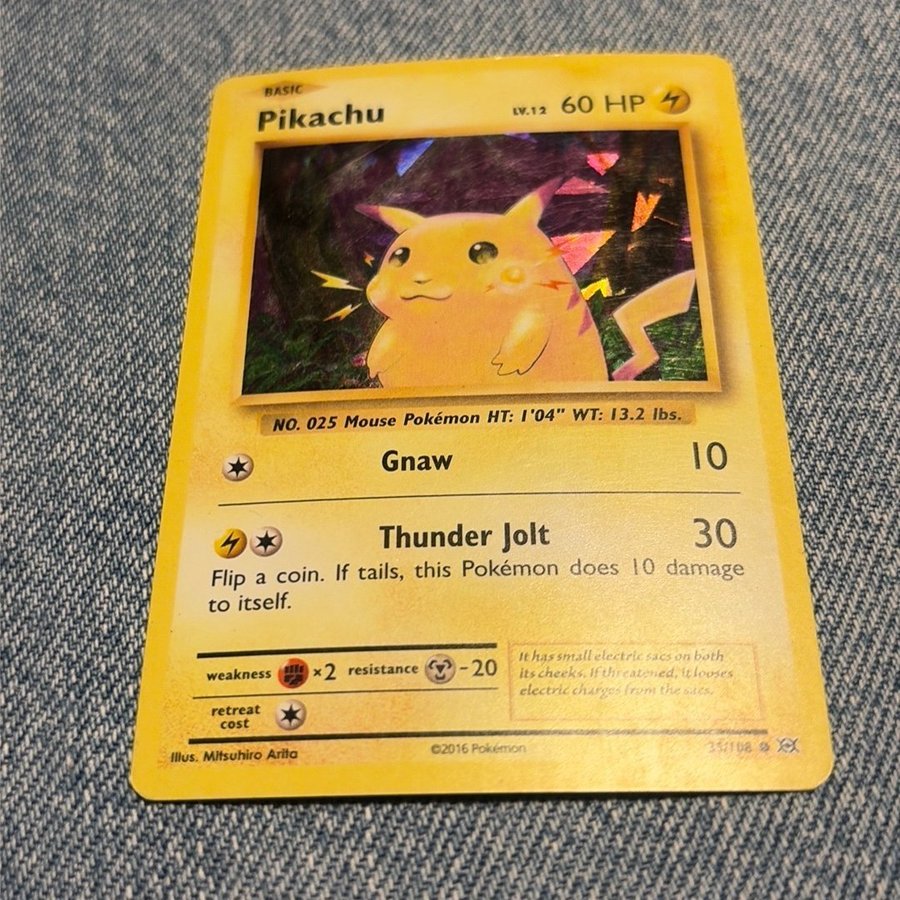 BASIC
Pikachu LV.12 60 HP
NO. 025 Mouse Pokémon HT: 1'04" WT: 13.2 lbs.
Gnaw 10
Thunder Jolt 30
Flip a coin. If tails, this Pokémon does 10 damage
to itself.
weakness ×2 resistance -20
It has small electric sacs on both
its cheeks. If threatened, it looses
electric charges from the sacs.
retreat
cost
Illus. Mitsuhiro Arita ©2016 Pokémon 35/108